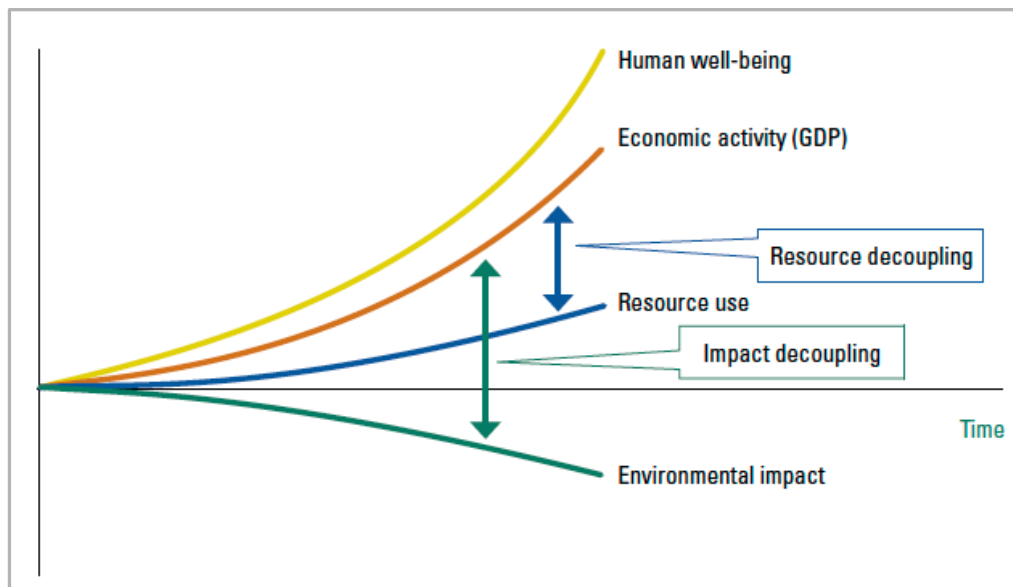 Human well-being
Economic activity (GDP)
Resource decoupling
Resource use
Impact decoupling
Time
Environmental impact